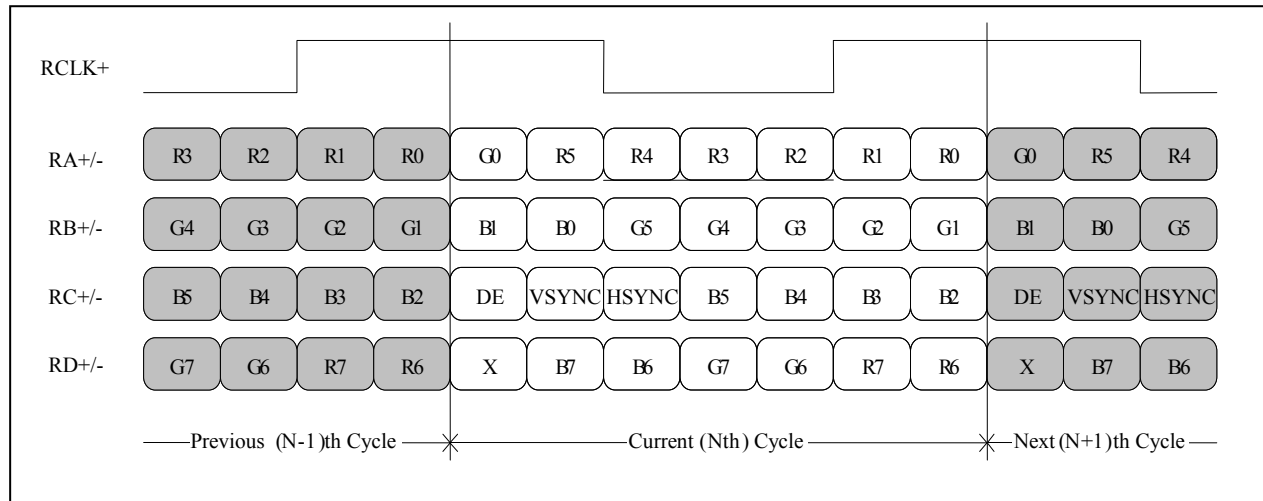 RCLK+
RA+/- R3 R2 R1 R0 G0 R5 R4 R3 R2 R1 R0 G0 R5 R4
RB+/- G4 G3 G2 G1 B1 B0 G5 G4 G3 G2 G1 B1 B0 G5
RC+/- B5 B4 B3 B2 DE VSYNC HSYNC B5 B4 B3 B2 DE VSYNC HSYNC
RD+/- G7 G6 R7 R6 X B7 B6 G7 G6 R7 R6 X B7 B6
Previous (N-1)th Cycle Current (Nth) Cycle Next (N+1)th Cycle